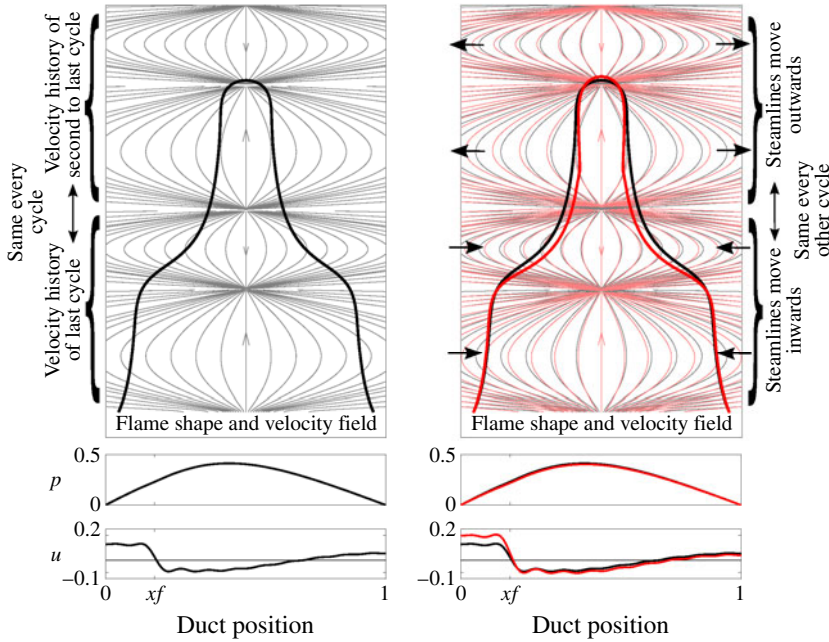 Velocity history of
second to last cycle
Same every
cycle
Velocity history
of last cycle
Flame shape and velocity field
Steamlines move
outwards
Same every
other cycle
Steamlines move
inwards
Flame shape and velocity field
p
0.5
0
u
0.2
−0.1
0
xf
1
Duct position
0.5
0
0.2
−0.1
0
xf
1
Duct position